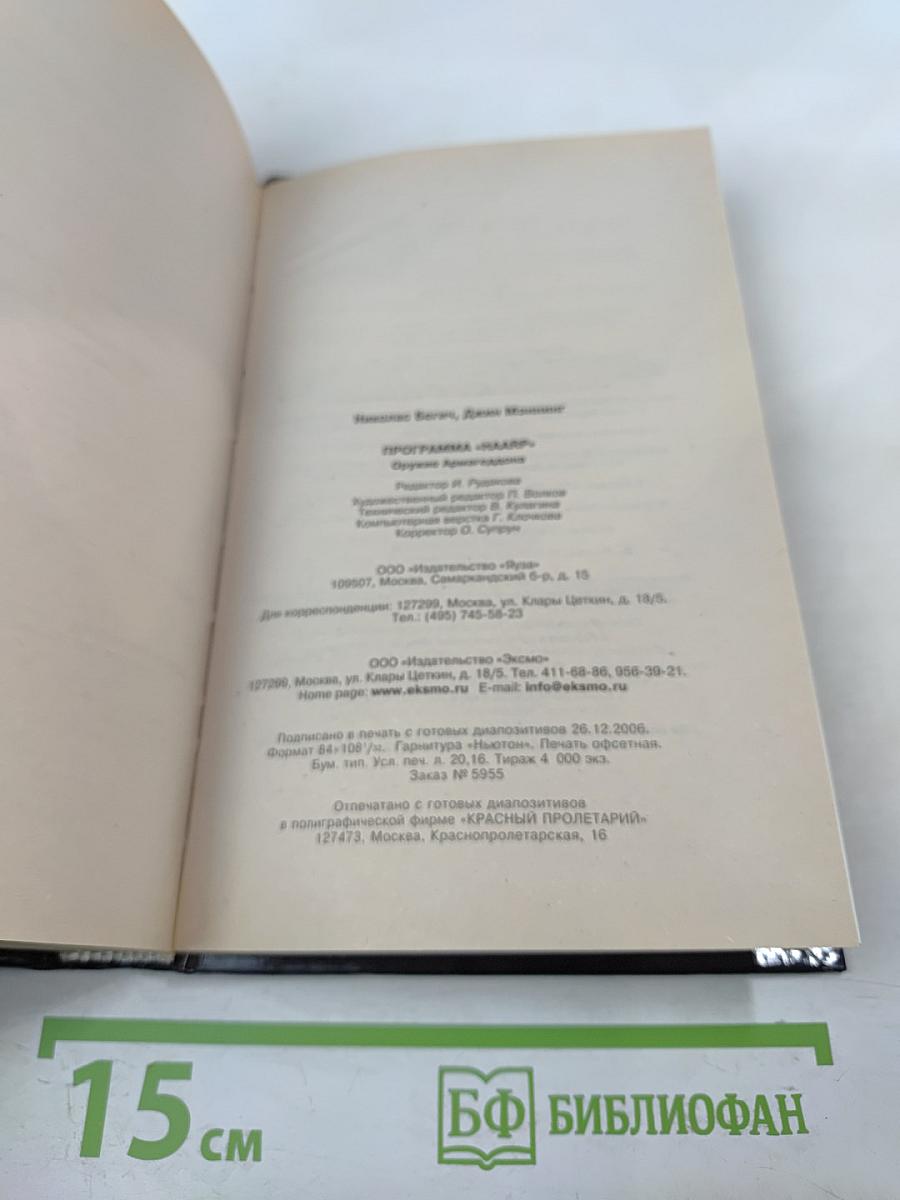 Николас Бегич, Джин Мэннинг
ПРОГРАММА «HAARP»
Оружие Армагеддона
Редактор И. Рудакова
Художественный редактор П. Волков
Технический редактор В. Кулагина
Компьютерная верстка Г. Клочкова
Корректор О. Супрун
ООО «Издательство «Яуза»
109507, Москва, Самаркандский б-р, д. 15
Для корреспонденции: 127299, Москва, ул. Клары Цеткин, д. 18/5.
Тел.: (495) 745-58-23
ООО «Издательство «Эксмо»
127299, Москва, ул. Клары Цеткин, д. 18/5. Тел. 411-68-86, 956-39-21.
Home page: www.eksmo.ru E-mail: info@eksmo.ru
Подписано в печать с готовых диапозитивов 26.12.2006.
Формат 84×108 1/32. Гарнитура «Ньютон». Печать офсетная.
Бум. тип. Усл. печ. л. 20,16. Тираж 4 000 экз.
Заказ № 5955
Отпечатано с готовых диапозитивов
в полиграфической фирме «КРАСНЫЙ ПРОЛЕТАРИЙ»
127473, Москва, Краснопролетарская, 16
15 см
БФ БИБЛИОФАН